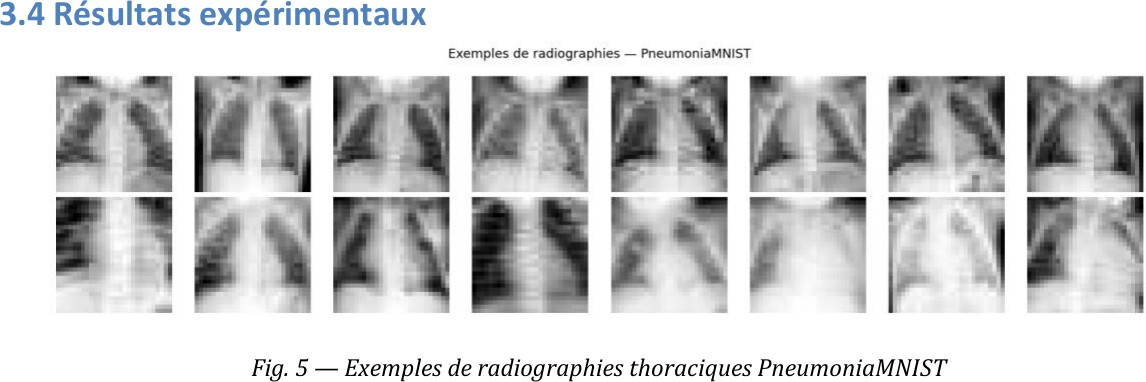 3.4 Résultats expérimentaux
Exemples de radiographies — PneumoniaMNIST
Fig. 5 — Exemples de radiographies thoraciques PneumoniaMNIST